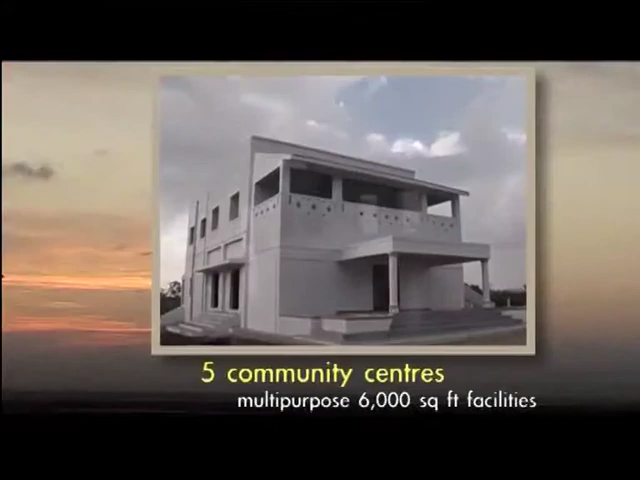 5 community centres
multipurpose 6,000 sq ft facilities